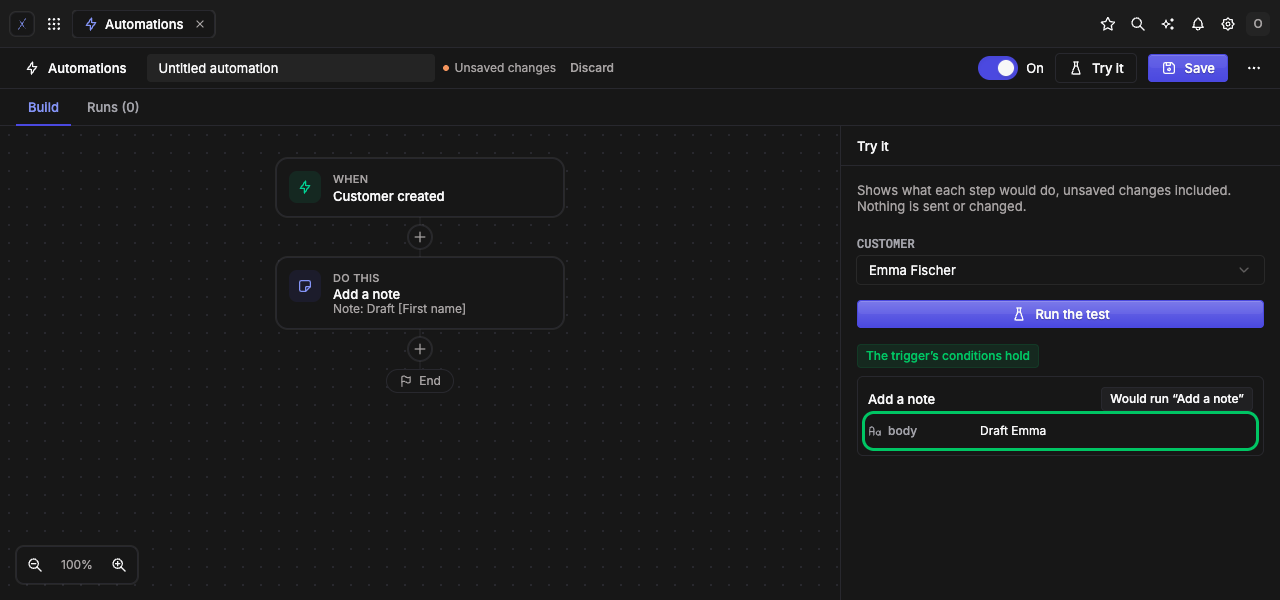 Automations
O
Automations
Untitled automation
Unsaved changes
Discard
On
Try it
Save
Build
Runs (0)
WHEN
Customer created
DO THIS
Add a note
Note: Draft [First name]
End
100%
Try it
Shows what each step would do, unsaved changes included.
Nothing is sent or changed.
CUSTOMER
Emma Fischer
Run the test
The trigger’s conditions hold
Add a note
Would run “Add a note”
Aa body
Draft Emma